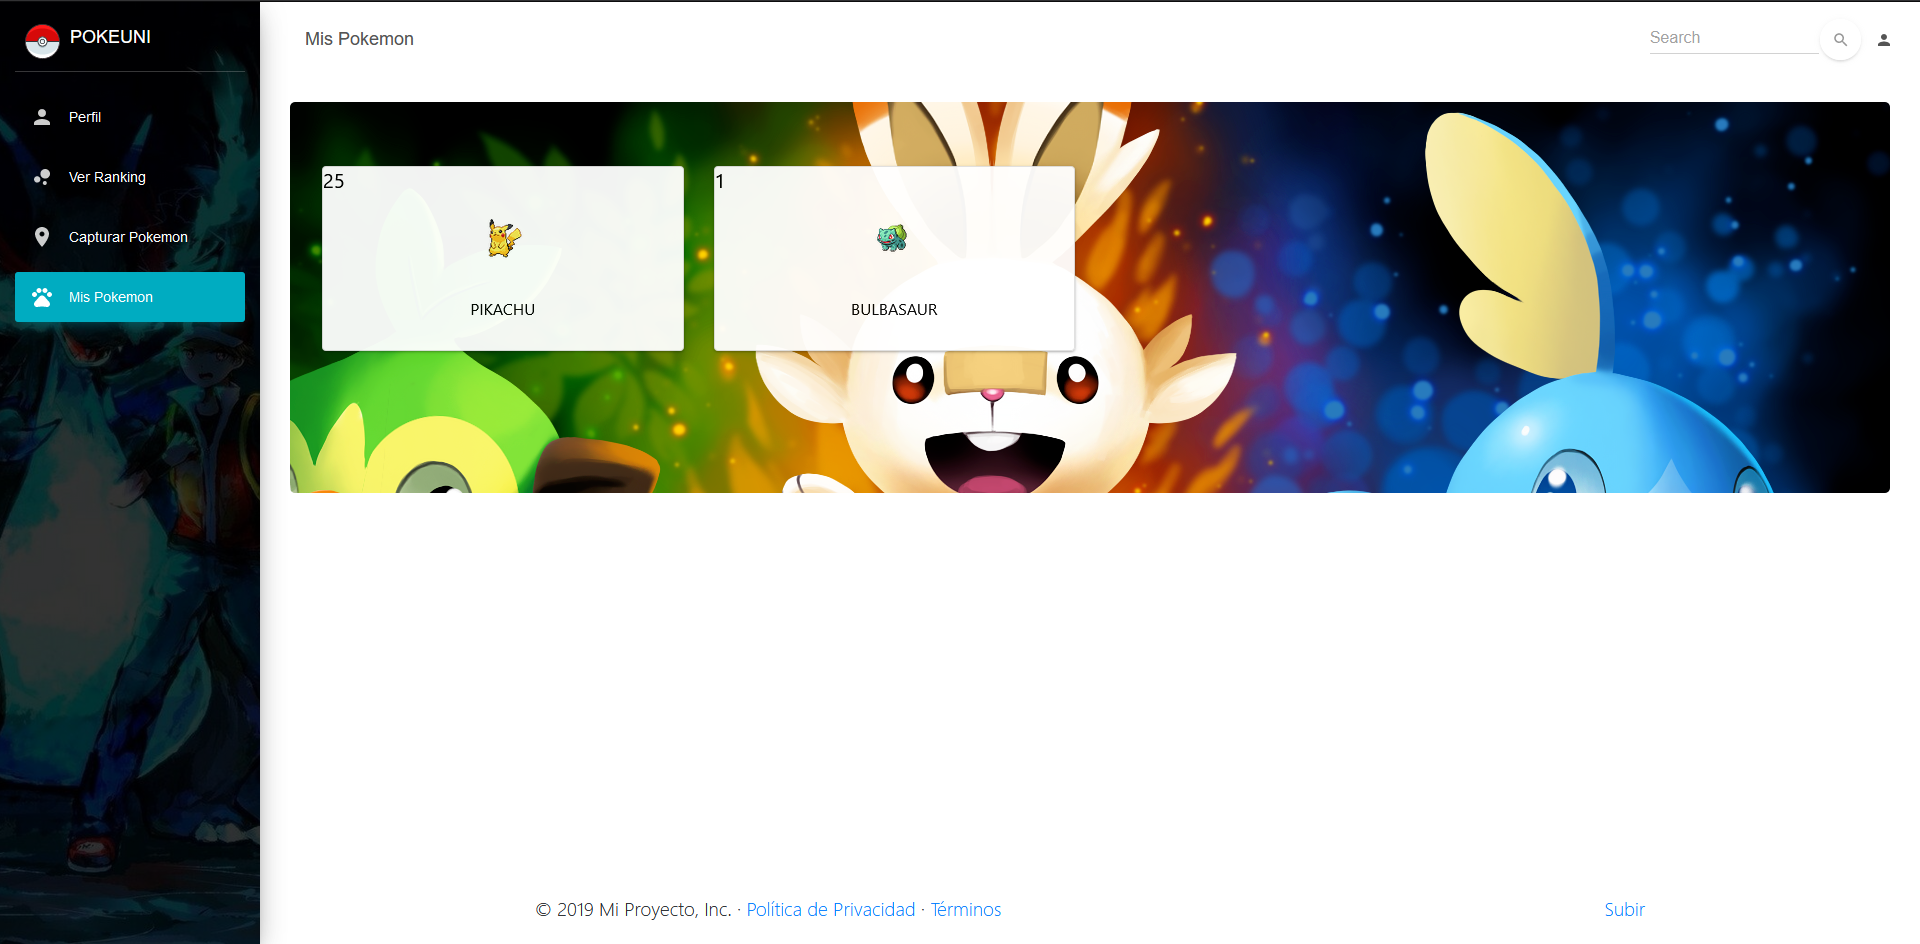 POKEUNI
Perfil
Ver Ranking
Capturar Pokemon
Mis Pokemon
Mis Pokemon
Search
25
PIKACHU
1
BULBASAUR
© 2019 Mi Proyecto, Inc. · Política de Privacidad · Términos
Subir